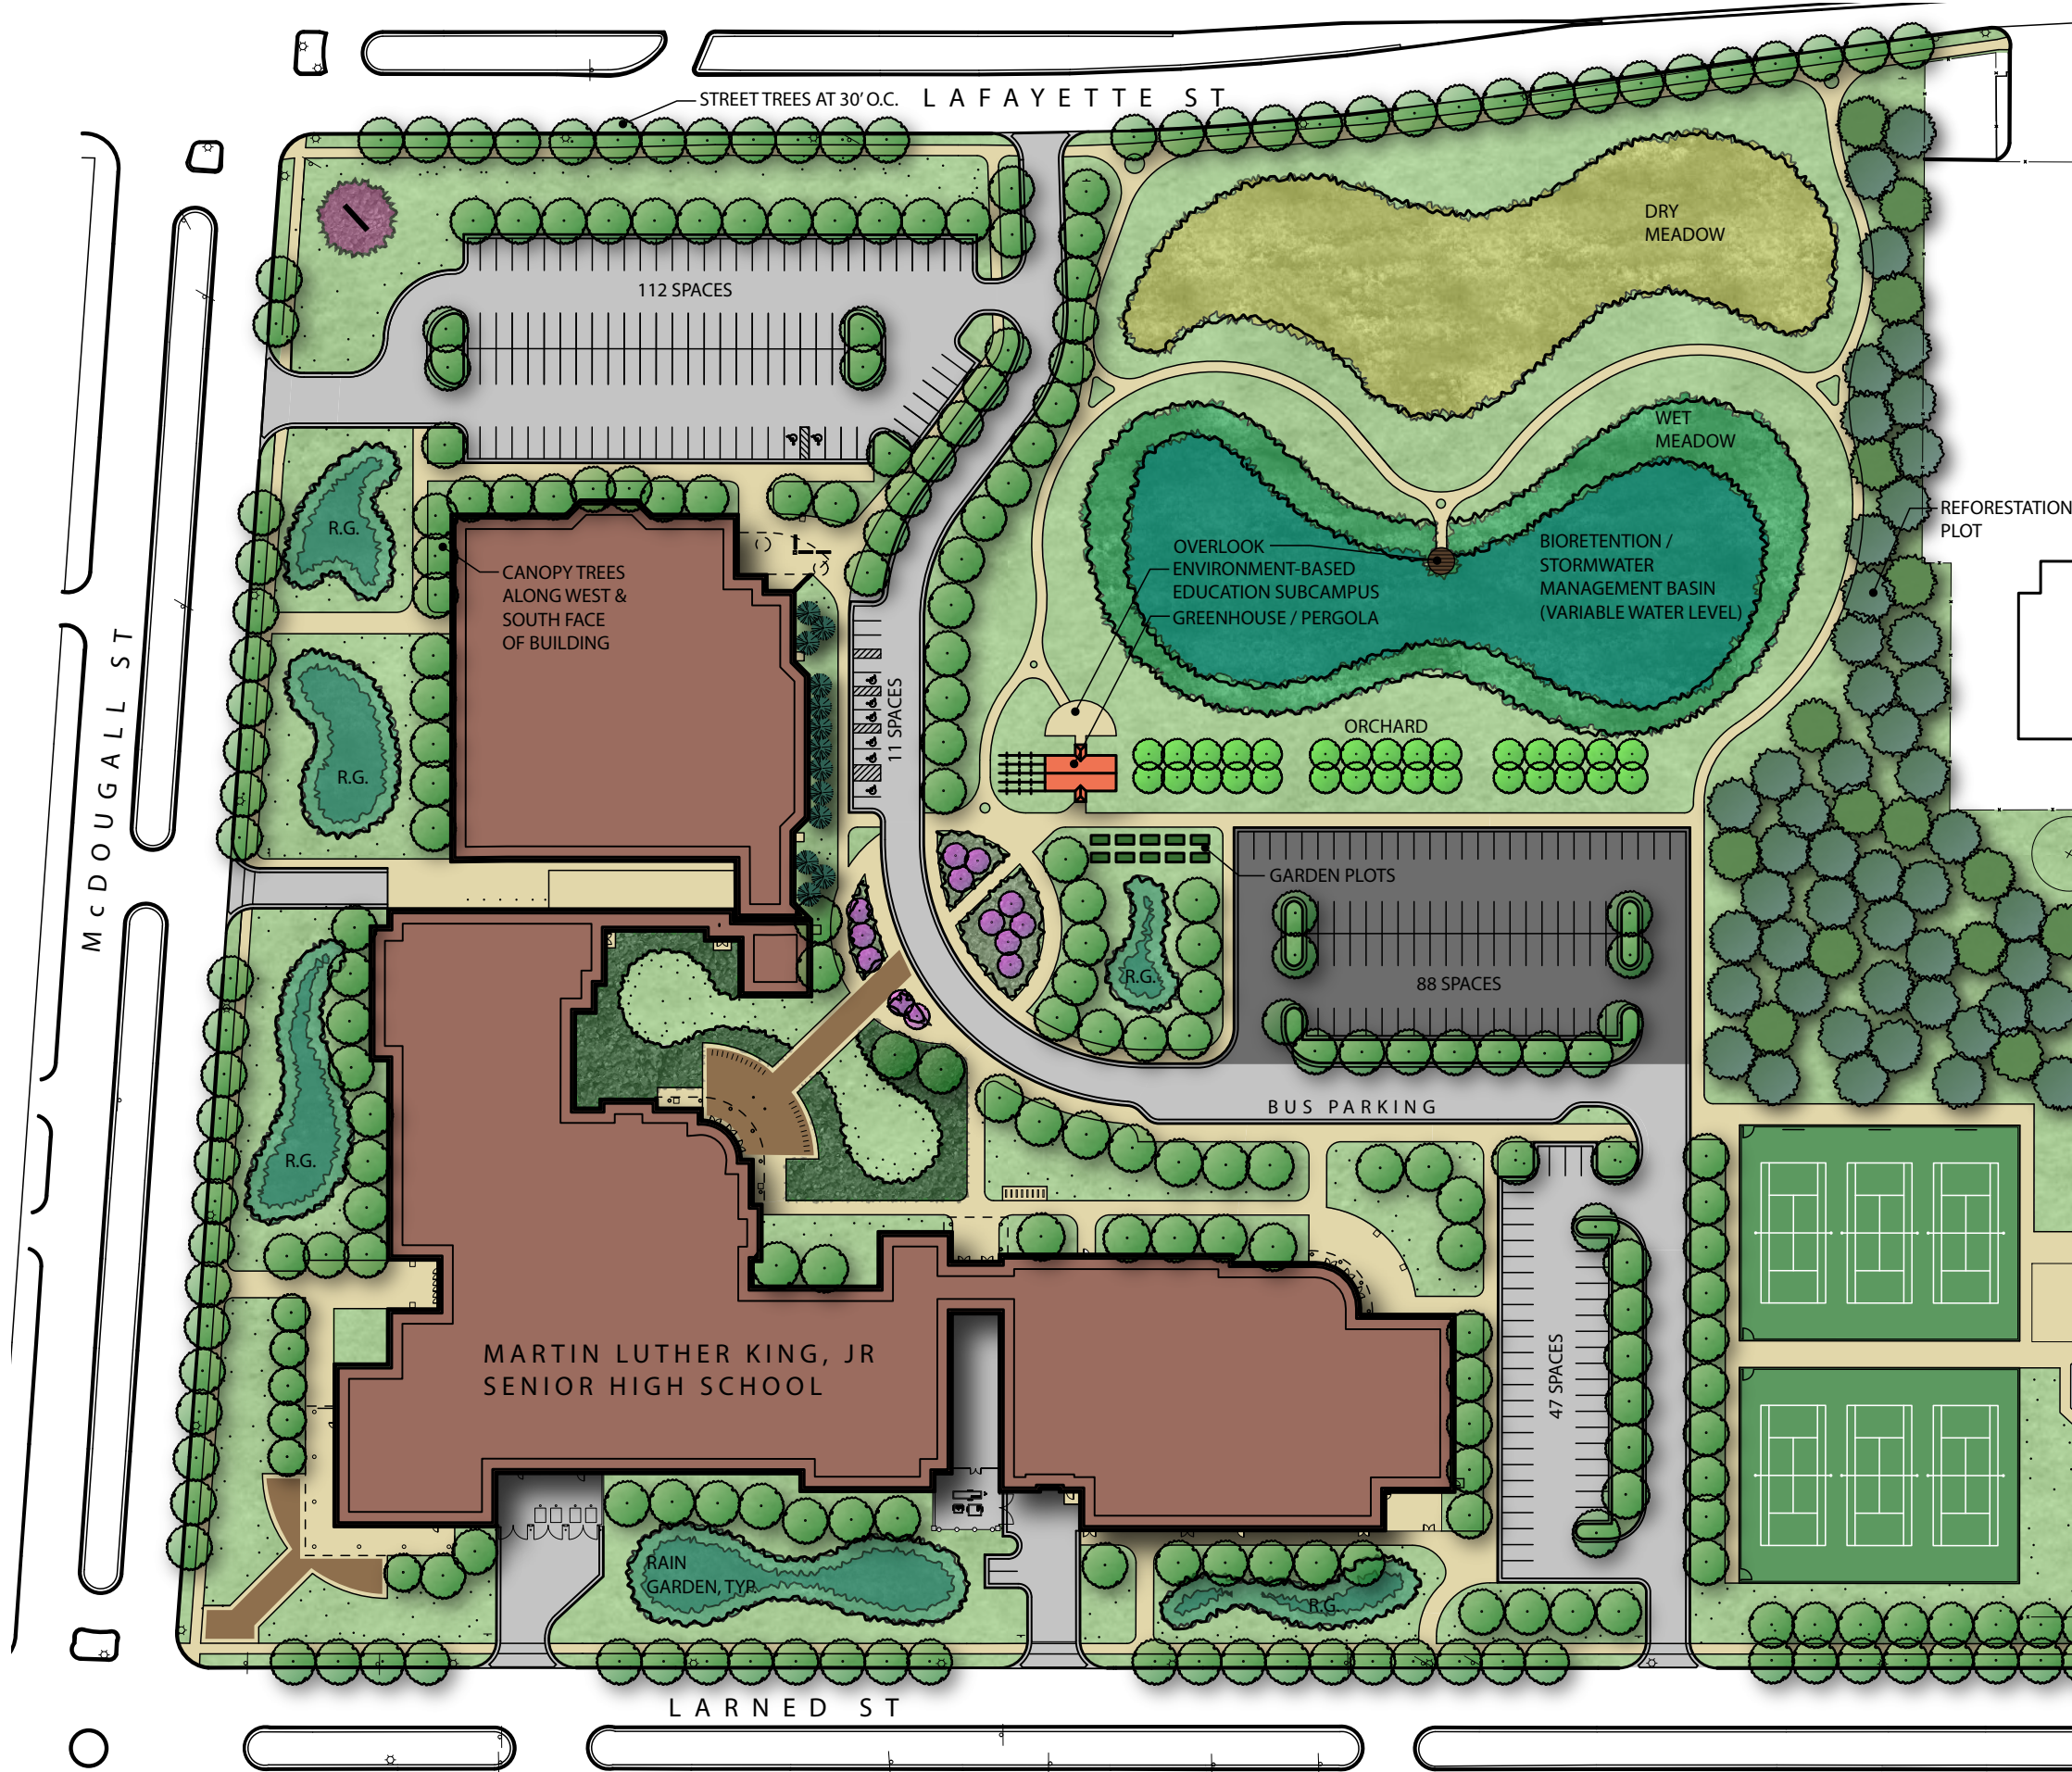 STREET TREES AT 30' O.C.
LAFAYETTE ST
DRY
MEADOW
112 SPACES
WET
MEADOW
R.G.
REFORESTATION
PLOT
OVERLOOK
ENVIRONMENT-BASED
EDUCATION SUBCAMPUS
GREENHOUSE / PERGOLA
BIORETENTION /
STORMWATER
MANAGEMENT BASIN
(VARIABLE WATER LEVEL)
CANOPY TREES
ALONG WEST &
SOUTH FACE
OF BUILDING
McDOUGALL ST
11 SPACES
ORCHARD
R.G.
GARDEN PLOTS
R.G.
88 SPACES
BUS PARKING
R.G.
MARTIN LUTHER KING, JR
SENIOR HIGH SCHOOL
47 SPACES
RAIN
GARDEN, TYP.
R.G.
LARNED ST